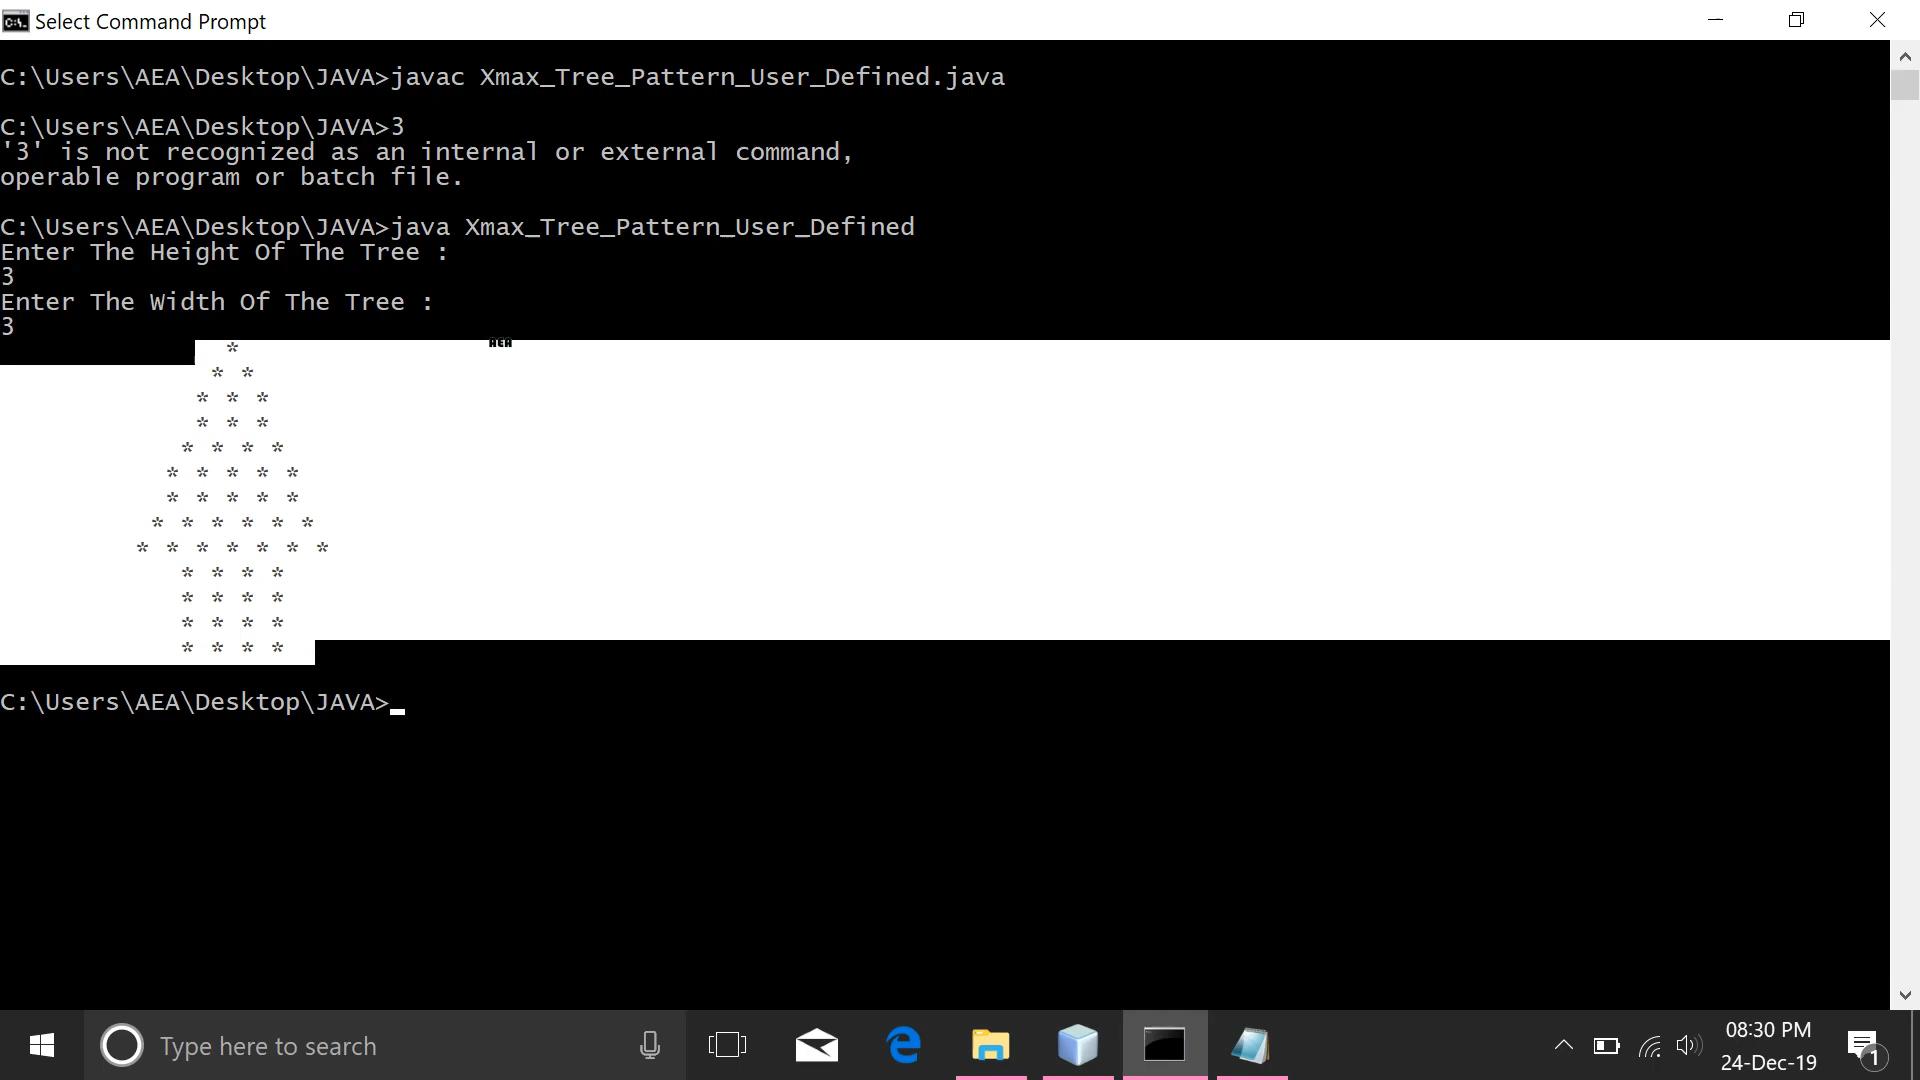 Select Command Prompt
C:\Users\AEA\Desktop\JAVA>javac Xmax_Tree_Pattern_User_Defined.java
C:\Users\AEA\Desktop\JAVA>3
'3' is not recognized as an internal or external command,
operable program or batch file.
C:\Users\AEA\Desktop\JAVA>java Xmax_Tree_Pattern_User_Defined
Enter The Height Of The Tree :
3
Enter The Width Of The Tree :
3
* AEA
* *
* * *
* * *
* * * *
* * * * *
* * * * *
* * * * * *
* * * * * * *
* * * *
* * * *
* * * *
* * * *
C:\Users\AEA\Desktop\JAVA>_
Type here to search
08:30 PM
24-Dec-19
1